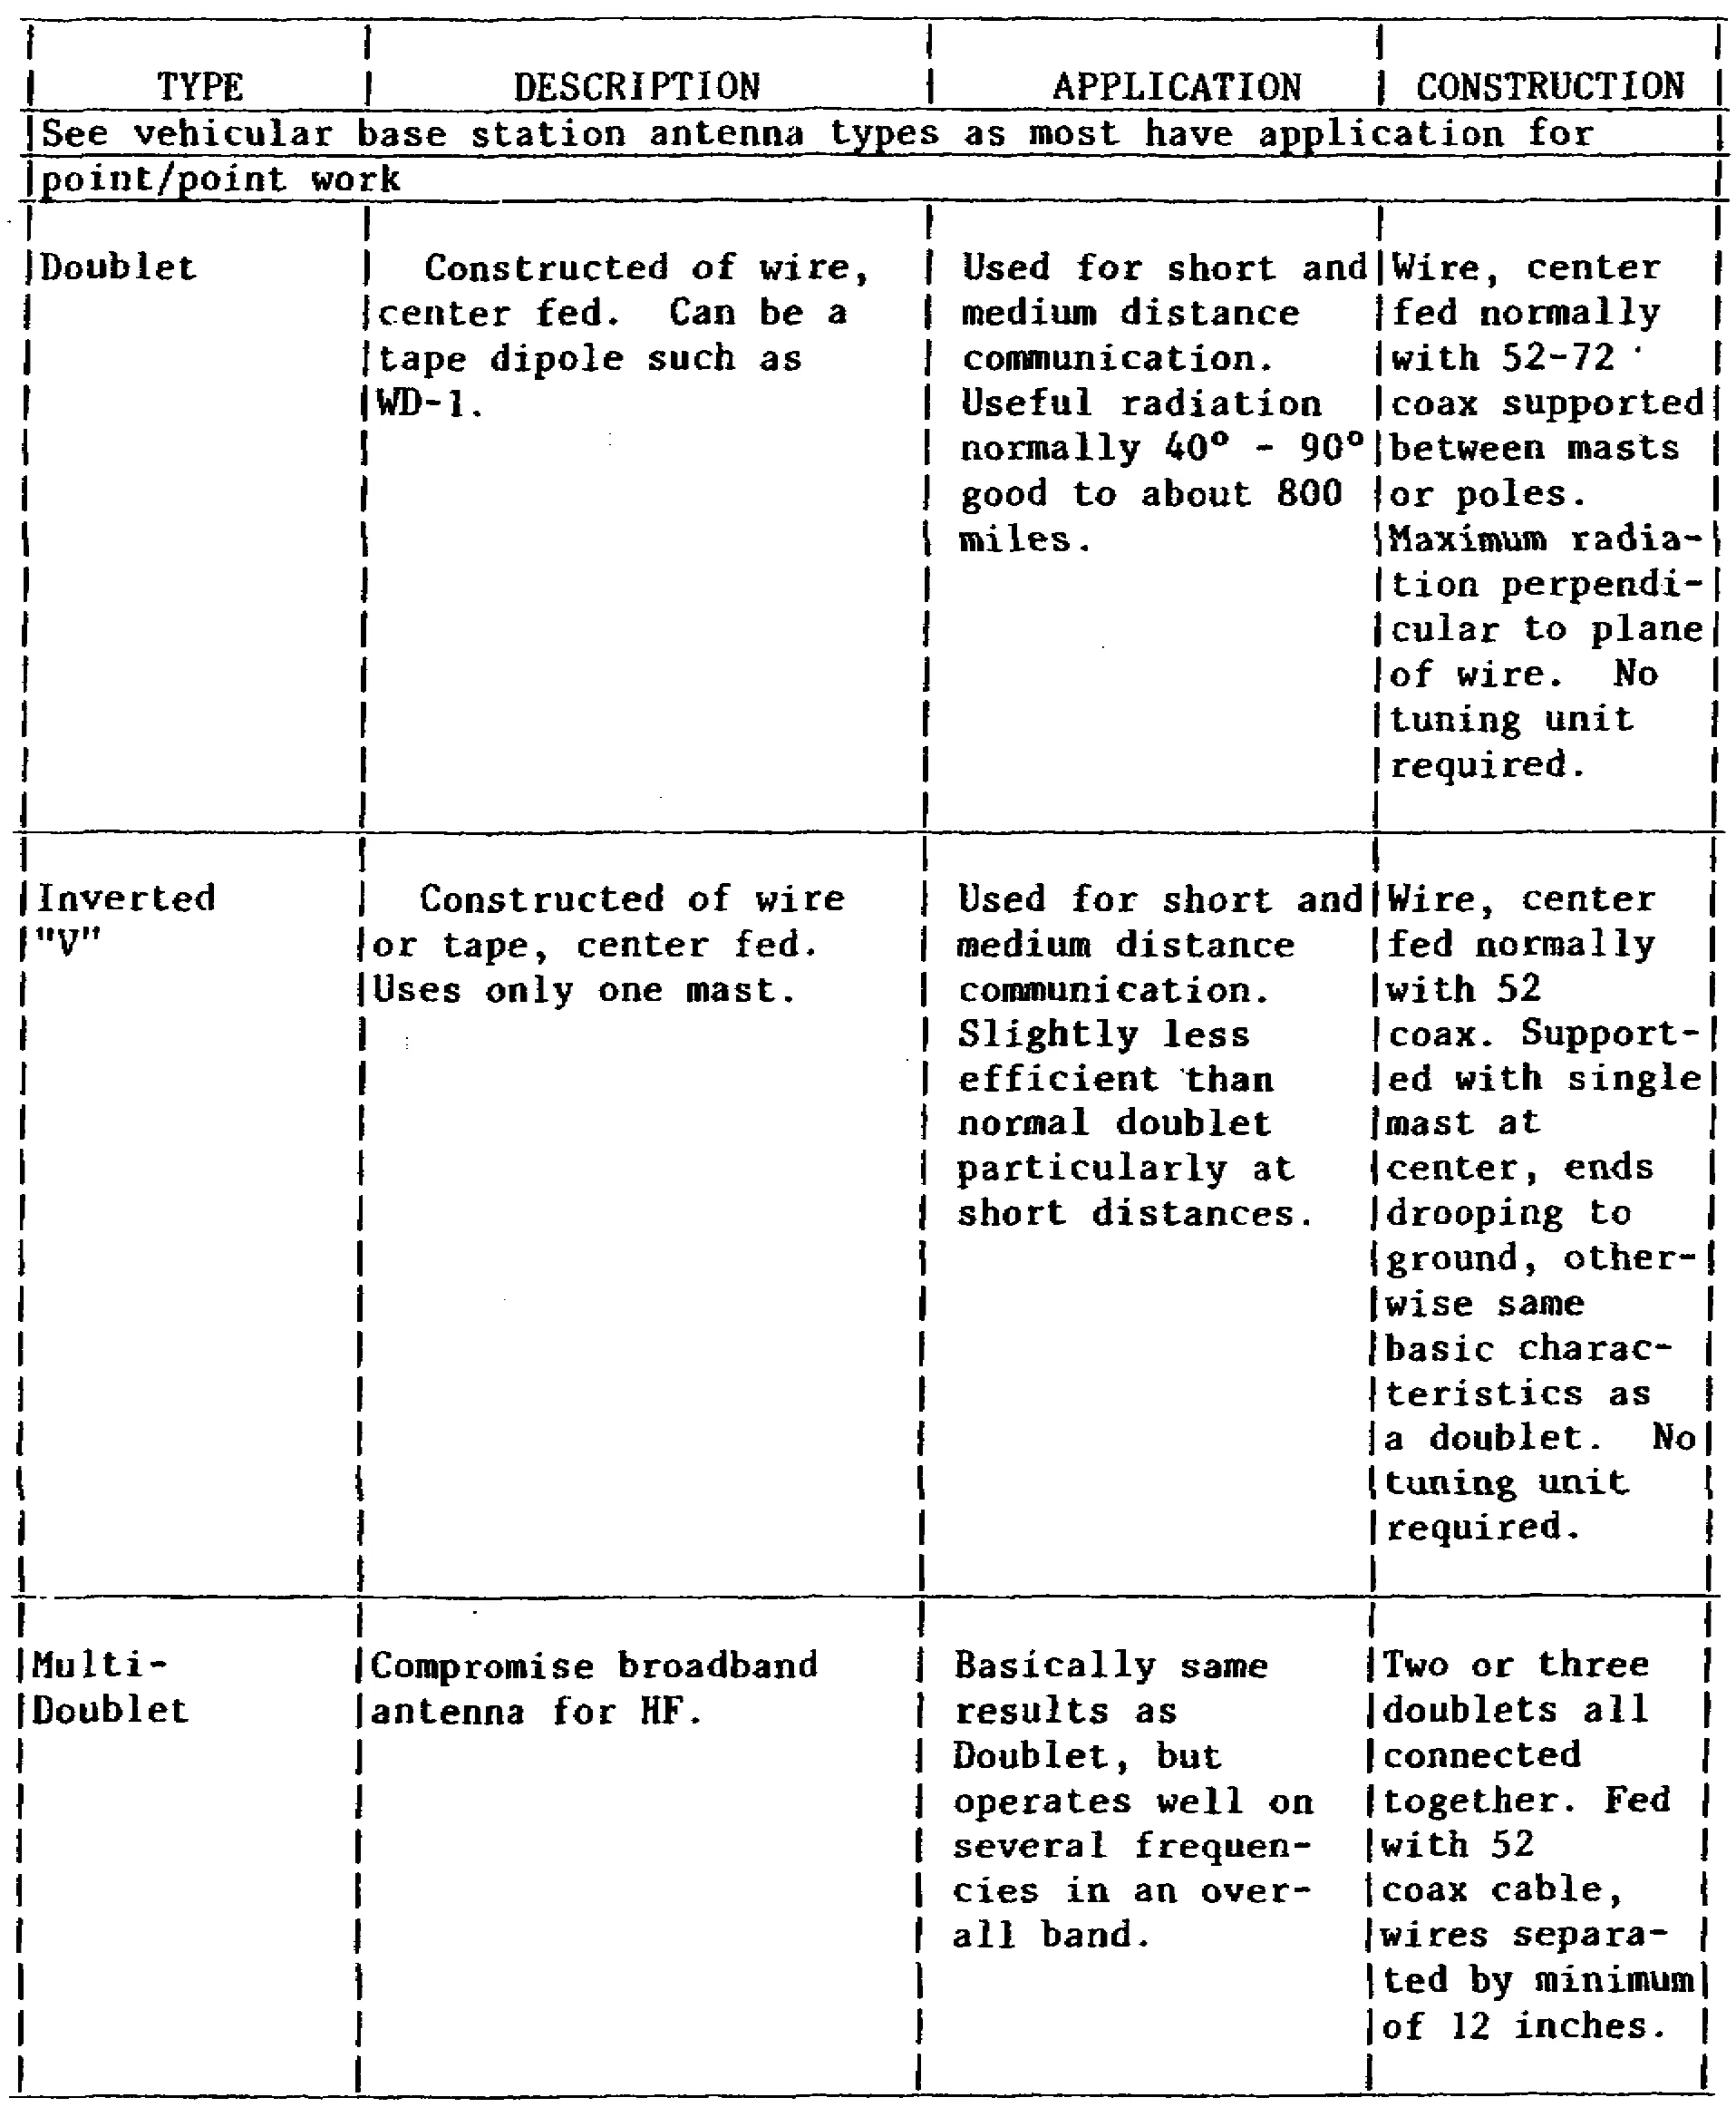 TYPE DESCRIPTION APPLICATION CONSTRUCTION
See vehicular base station antenna types as most have application for
point/point work
Doublet
Constructed of wire,
center fed. Can be a
tape dipole such as
WD-1.
Used for short and
medium distance
communication.
Useful radiation
normally 40° - 90°
good to about 800
miles.
Wire, center
fed normally
with 52-72
coax supported
between masts
or poles.
Maximum radia-
tion perpendi-
cular to plane
of wire. No
tuning unit
required.
Inverted
"V"
Constructed of wire
or tape, center fed.
Uses only one mast.
Used for short and
medium distance
communication.
Slightly less
efficient than
normal doublet
particularly at
short distances.
Wire, center
fed normally
with 52
coax. Support-
ed with single
mast at
center, ends
drooping to
ground, other-
wise same
basic charac-
teristics as
a doublet. No
tuning unit
required.
Multi-
Doublet
Compromise broadband
antenna for HF.
Basically same
results as
Doublet, but
operates well on
several frequen-
cies in an over-
all band.
Two or three
doublets all
connected
together. Fed
with 52
coax cable,
wires separa-
ted by minimum
of 12 inches.